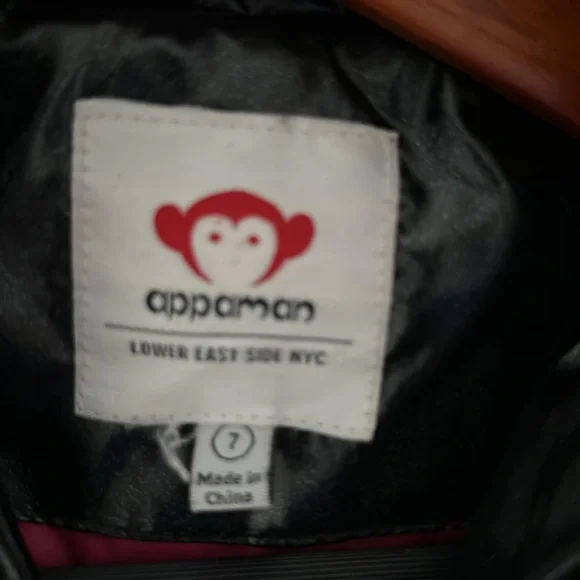 appaman
LOWER EAST SIDE NYC
7
Made in
China